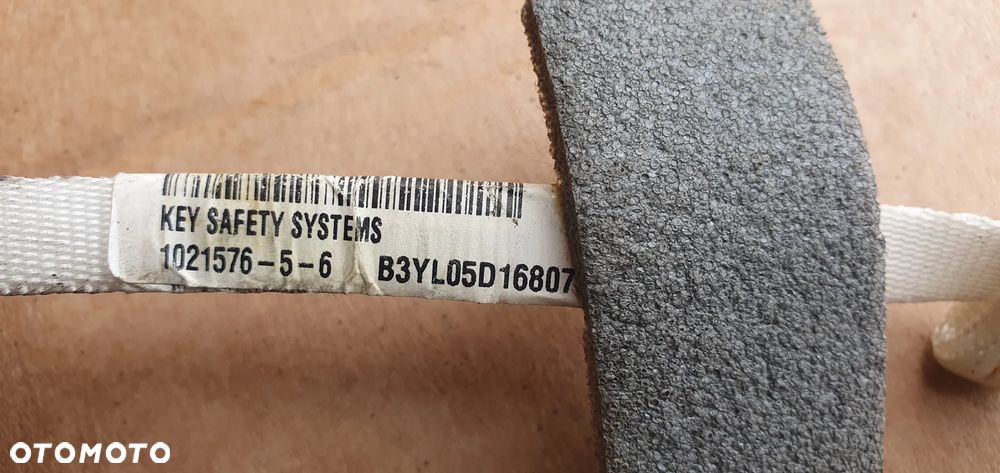 KEY SAFETY SYSTEMS
1021576-5-6 B3YL05D16807
OTOMOTO